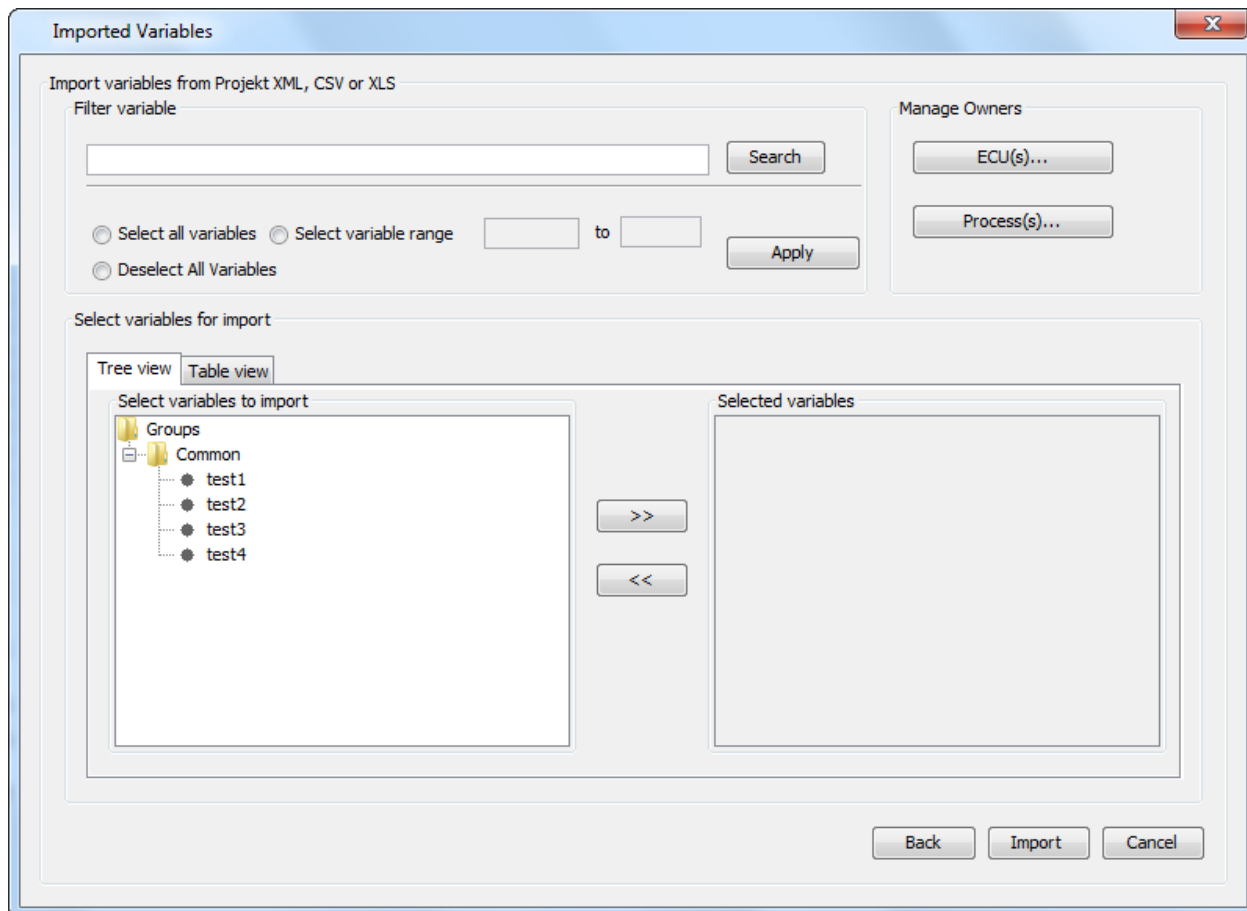 Imported Variables
X
Import variables from Projekt XML, CSV or XLS
Filter variable
Manage Owners
Search
ECU(s)...
Select all variables Select variable range to
Process(s)...
Apply
Deselect All Variables
Select variables for import
Tree view Table view
Select variables to import
Selected variables
Groups
Common
test1
test2
test3
test4
>>
<<
Back Import Cancel